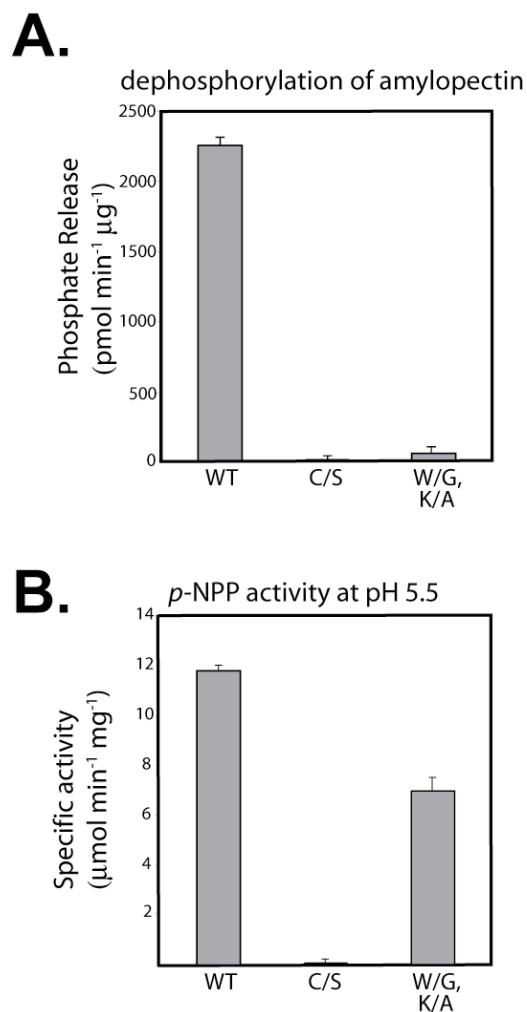 A.
dephosphorylation of amylopectin
Phosphate Release
(pmol min⁻¹ µg⁻¹)
2500
2000
1500
1000
500
0
WT C/S W/G,
K/A
B.
p-NPP activity at pH 5.5
Specific activity
(µmol min⁻¹ mg⁻¹)
14
12
10
8
6
4
2
WT C/S W/G,
K/A